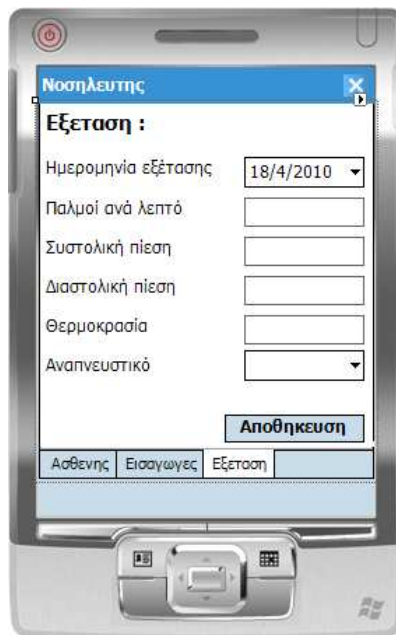 Νοσηλευτης
Εξεταση :
Ημερομηνία εξέτασης 18/4/2010
Παλμοί ανά λεπτό
Συστολική πίεση
Διαστολική πίεση
Θερμοκρασία
Αναπνευστικό
Αποθηκευση
Ασθενης Εισαγωγες Εξεταση